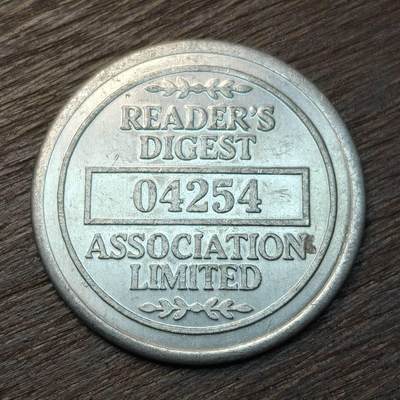 READER'S
DIGEST
04254
ASSOCIATION
LIMITED